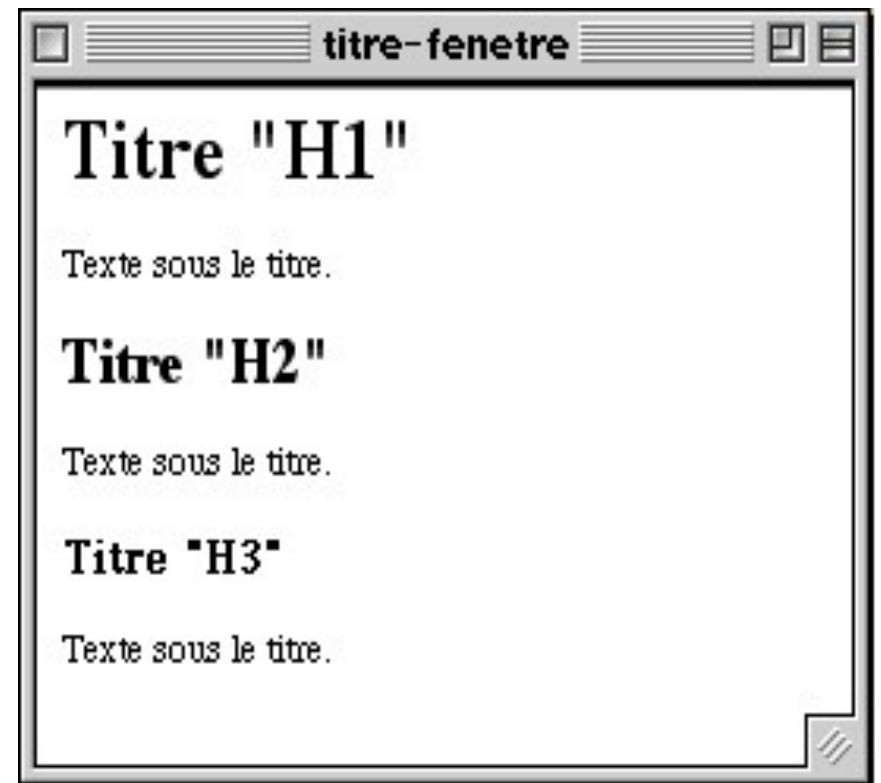 titre-fenetre
Titre "H1"
Texte sous le titre.
Titre "H2"
Texte sous le titre.
Titre "H3"
Texte sous le titre.